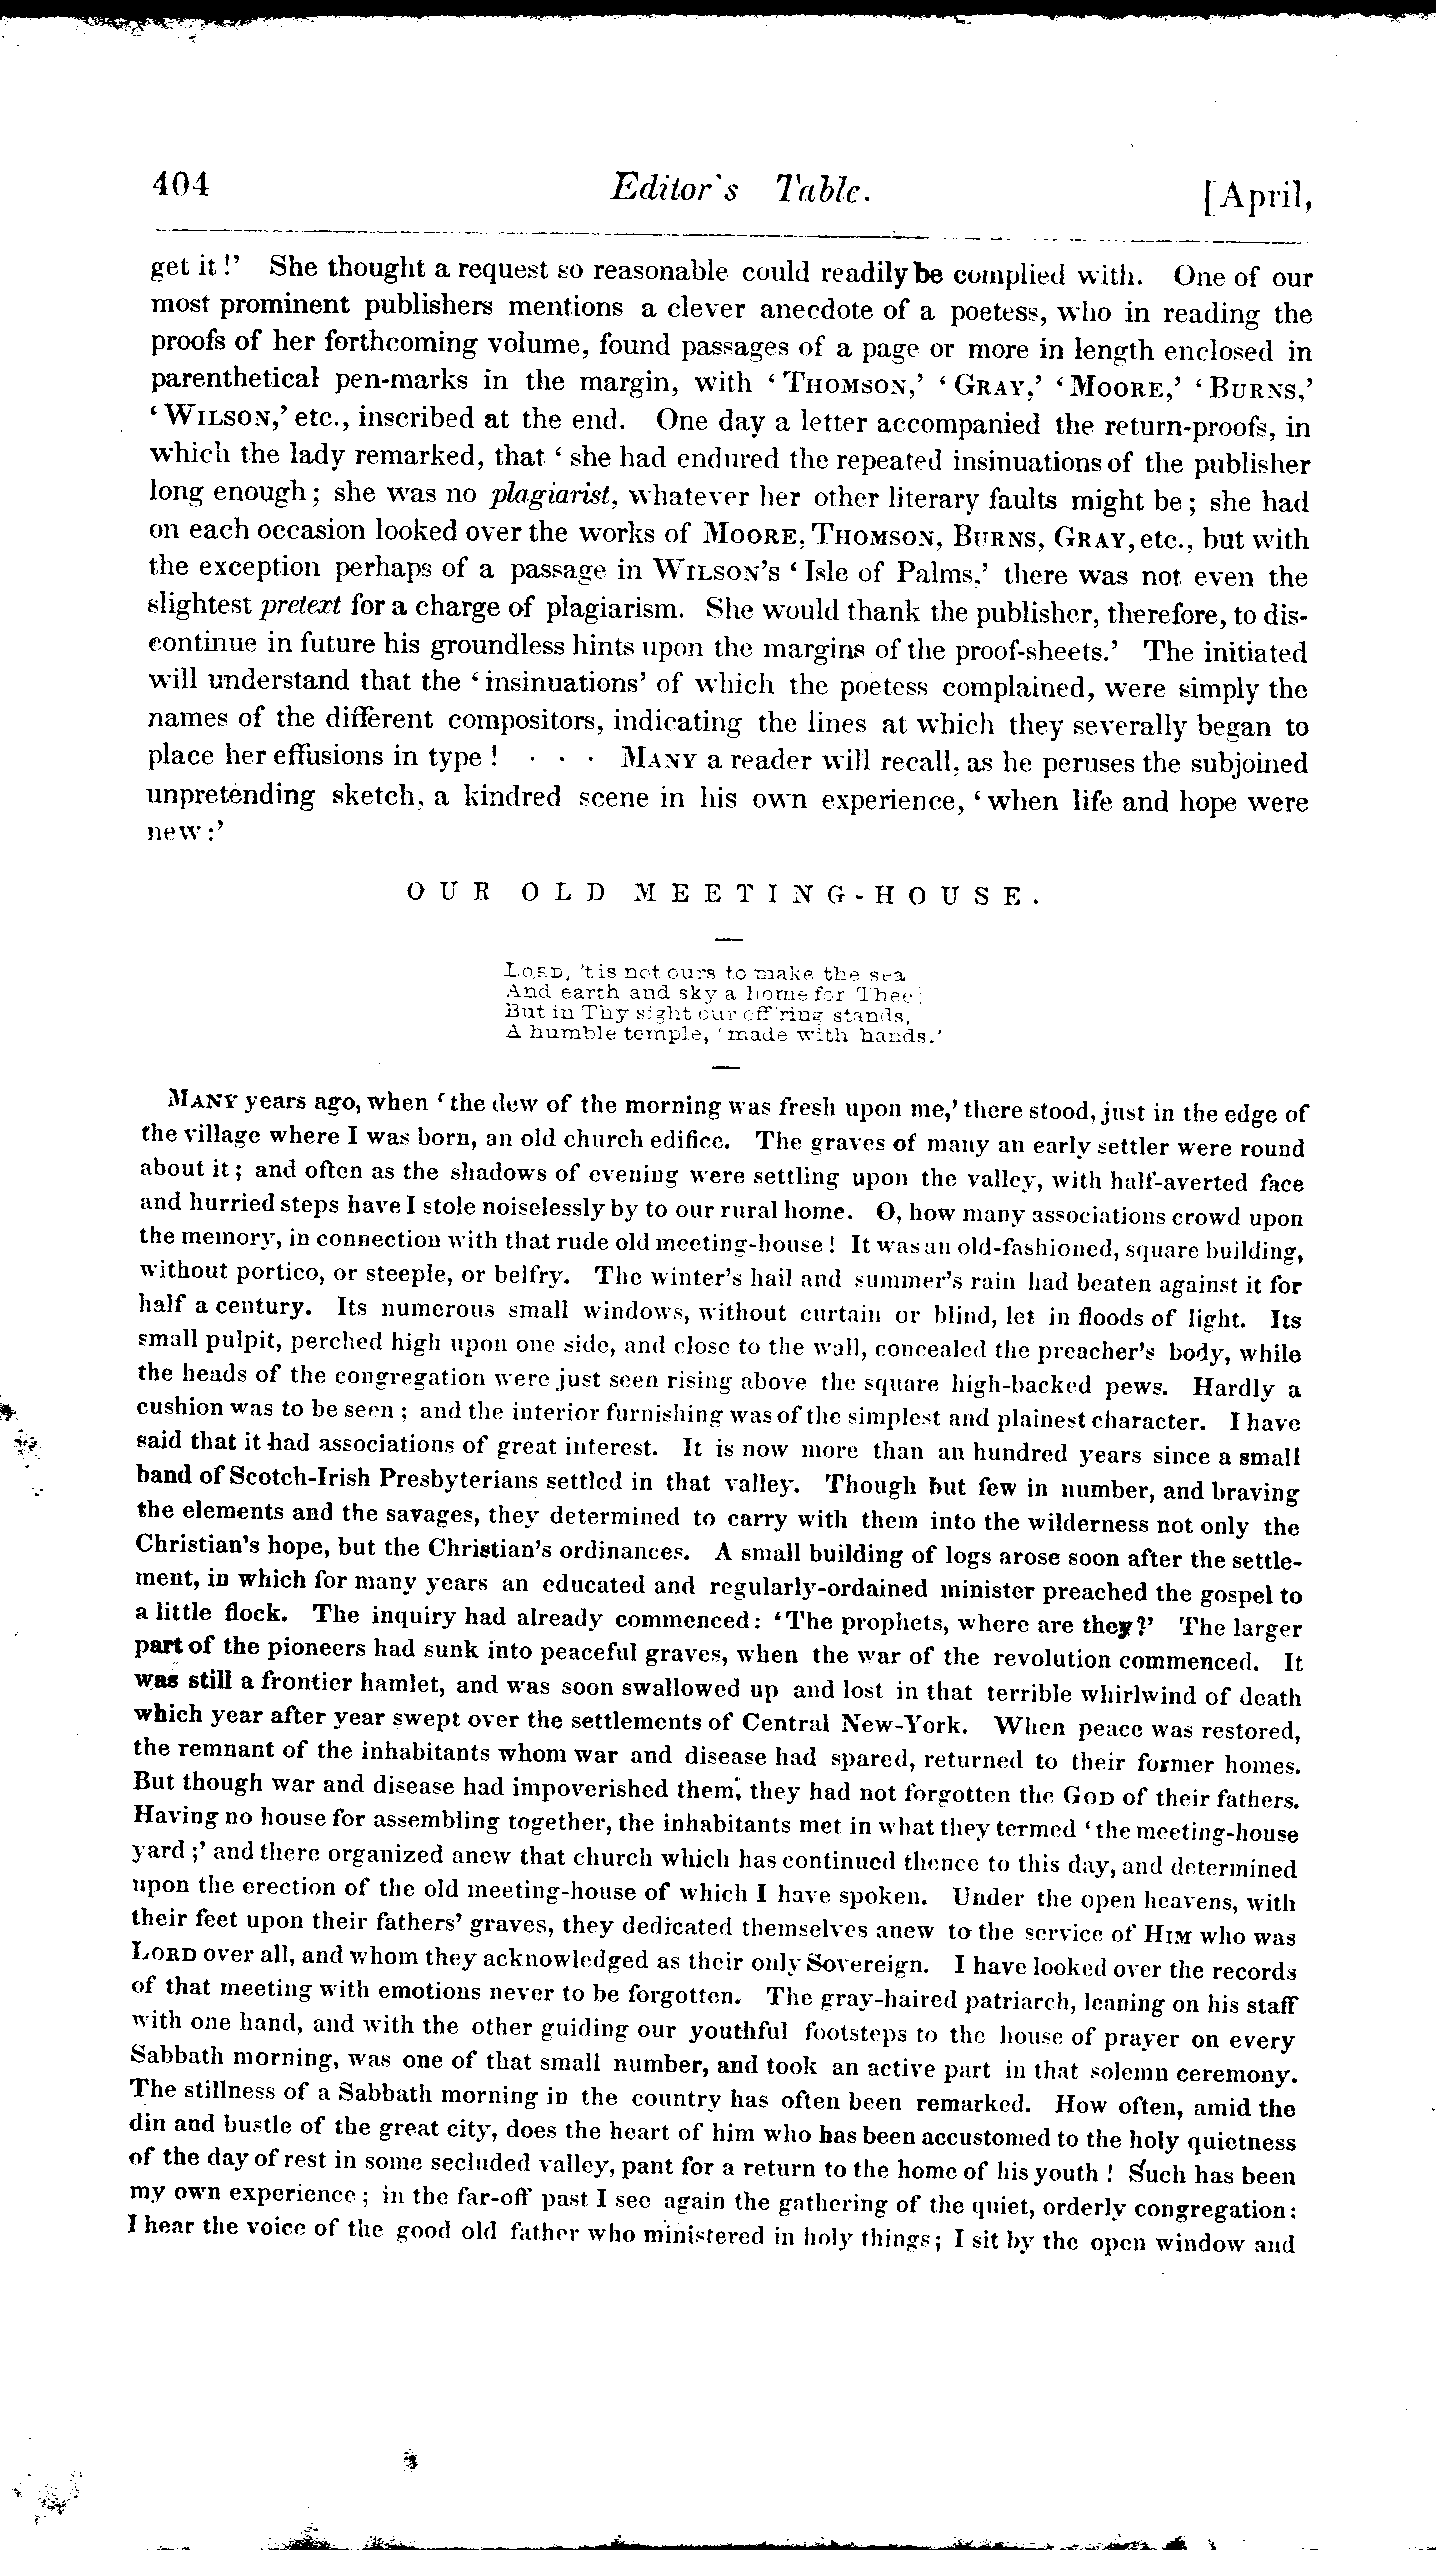 404 Editor's Table. [April,
get it!' She thought a request so reasonable could readily be complied with. One of our
most prominent publishers mentions a clever anecdote of a poetess, who in reading the
proofs of her forthcoming volume, found passages of a page or more in length enclosed in
parenthetical pen-marks in the margin, with 'THOMSON,' 'GRAY,' 'MOORE,' 'BURNS,'
'WILSON,' etc., inscribed at the end. One day a letter accompanied the return-proofs, in
which the lady remarked, that 'she had endured the repeated insinuations of the publisher
long enough; she was no plagiarist, whatever her other literary faults might be; she had
on each occasion looked over the works of MOORE, THOMSON, BURNS, GRAY, etc., but with
the exception perhaps of a passage in WILSON'S 'Isle of Palms,' there was not even the
slightest pretext for a charge of plagiarism. She would thank the publisher, therefore, to dis-
continue in future his groundless hints upon the margins of the proof-sheets.' The initiated
will understand that the 'insinuations' of which the poetess complained, were simply the
names of the different compositors, indicating the lines at which they severally began to
place her effusions in type! · · · MANY a reader will recall, as he peruses the subjoined
unpretending sketch, a kindred scene in his own experience, 'when life and hope were
new:'
OUR OLD MEETING-HOUSE.
LORD, 'tis not ours to make the sea
And earth and sky a home for Thee;
But in Thy sight our off'ring stands,
A humble temple, 'made with hands.'
MANY years ago, when 'the dew of the morning was fresh upon me,' there stood, just in the edge of
the village where I was born, an old church edifice. The graves of many an early settler were round
about it; and often as the shadows of evening were settling upon the valley, with half-averted face
and hurried steps have I stole noiselessly by to our rural home. O, how many associations crowd upon
the memory, in connection with that rude old meeting-house! It was an old-fashioned, square building,
without portico, or steeple, or belfry. The winter's hail and summer's rain had beaten against it for
half a century. Its numerous small windows, without curtain or blind, let in floods of light. Its
small pulpit, perched high upon one side, and close to the wall, concealed the preacher's body, while
the heads of the congregation were just seen rising above the square high-backed pews. Hardly a
cushion was to be seen; and the interior furnishing was of the simplest and plainest character. I have
said that it had associations of great interest. It is now more than an hundred years since a small
band of Scotch-Irish Presbyterians settled in that valley. Though but few in number, and braving
the elements and the savages, they determined to carry with them into the wilderness not only the
Christian's hope, but the Christian's ordinances. A small building of logs arose soon after the settle-
ment, in which for many years an educated and regularly-ordained minister preached the gospel to
a little flock. The inquiry had already commenced: 'The prophets, where are they?' The larger
part of the pioneers had sunk into peaceful graves, when the war of the revolution commenced. It
was still a frontier hamlet, and was soon swallowed up and lost in that terrible whirlwind of death
which year after year swept over the settlements of Central New-York. When peace was restored,
the remnant of the inhabitants whom war and disease had spared, returned to their former homes.
But though war and disease had impoverished them, they had not forgotten the GOD of their fathers.
Having no house for assembling together, the inhabitants met in what they termed 'the meeting-house
yard;' and there organized anew that church which has continued thence to this day, and determined
upon the erection of the old meeting-house of which I have spoken. Under the open heavens, with
their feet upon their fathers' graves, they dedicated themselves anew to the service of HIM who was
LORD over all, and whom they acknowledged as their only Sovereign. I have looked over the records
of that meeting with emotions never to be forgotten. The gray-haired patriarch, leaning on his staff
with one hand, and with the other guiding our youthful footsteps to the house of prayer on every
Sabbath morning, was one of that small number, and took an active part in that solemn ceremony.
The stillness of a Sabbath morning in the country has often been remarked. How often, amid the
din and bustle of the great city, does the heart of him who has been accustomed to the holy quietness
of the day of rest in some secluded valley, pant for a return to the home of his youth! Such has been
my own experience; in the far-off past I see again the gathering of the quiet, orderly congregation:
I hear the voice of the good old father who ministered in holy things; I sit by the open window and